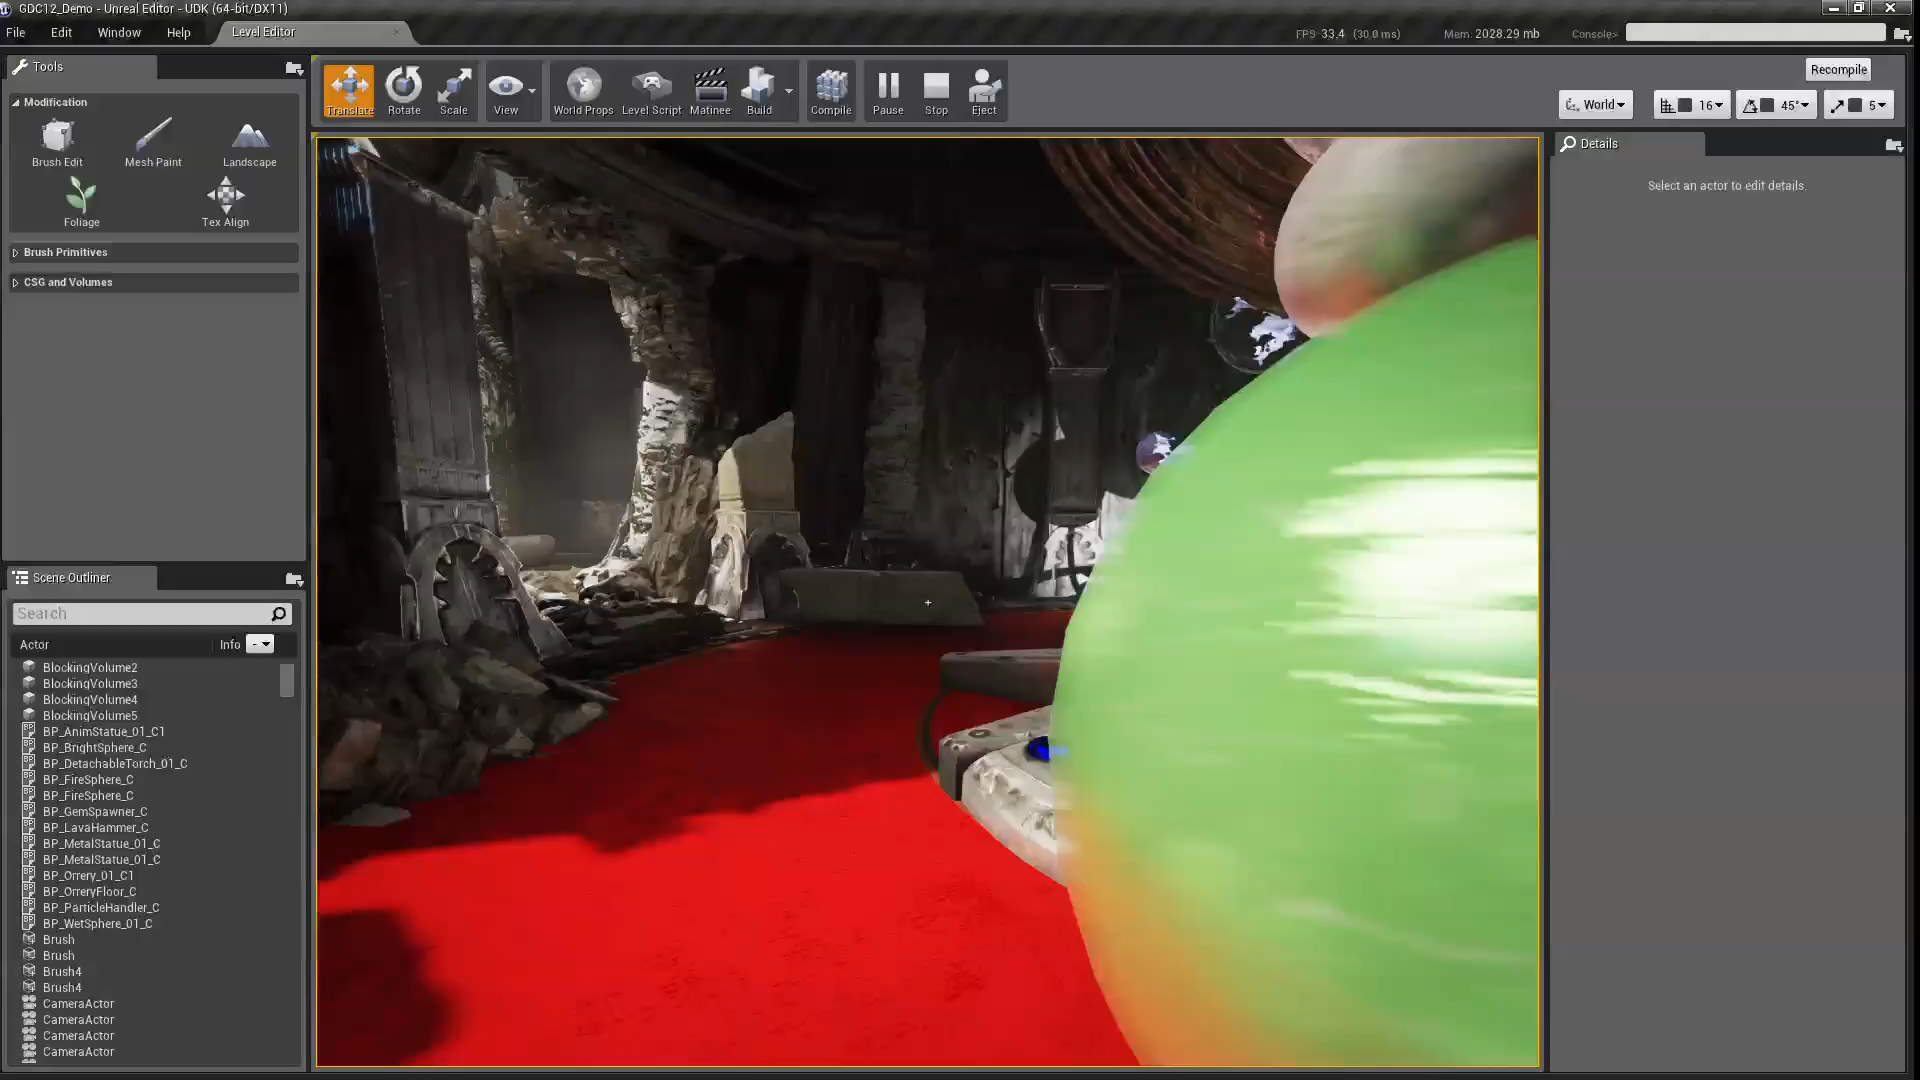 GDC12_Demo - Unreal Editor - UDK (64-bit/DX11)
File Edit Window Help Level Editor
FPS 33.4 (30.0 ms) Mem: 2028.29 mb Console>
Tools
Recompile
Modification
Brush Edit Mesh Paint Landscape
Foliage Tex Align
Brush Primitives
CSG and Volumes
Translate Rotate Scale View World Props Level Script Matinee Build Compile Pause Stop Eject
World 16 45° 5
Details
Select an actor to edit details.
Scene Outliner
Search
Actor Info -
BlockingVolume2
BlockingVolume3
BlockingVolume4
BlockingVolume5
BP_AnimStatue_01_C1
BP_BrightSphere_C
BP_DetachableTorch_01_C
BP_FireSphere_C
BP_FireSphere_C
BP_GemSpawner_C
BP_LavaHammer_C
BP_MetalStatue_01_C
BP_MetalStatue_01_C
BP_Orrery_01_C1
BP_OrreryFloor_C
BP_ParticleHandler_C
BP_WetSphere_01_C
Brush
Brush
Brush4
Brush4
CameraActor
CameraActor
CameraActor
CameraActor